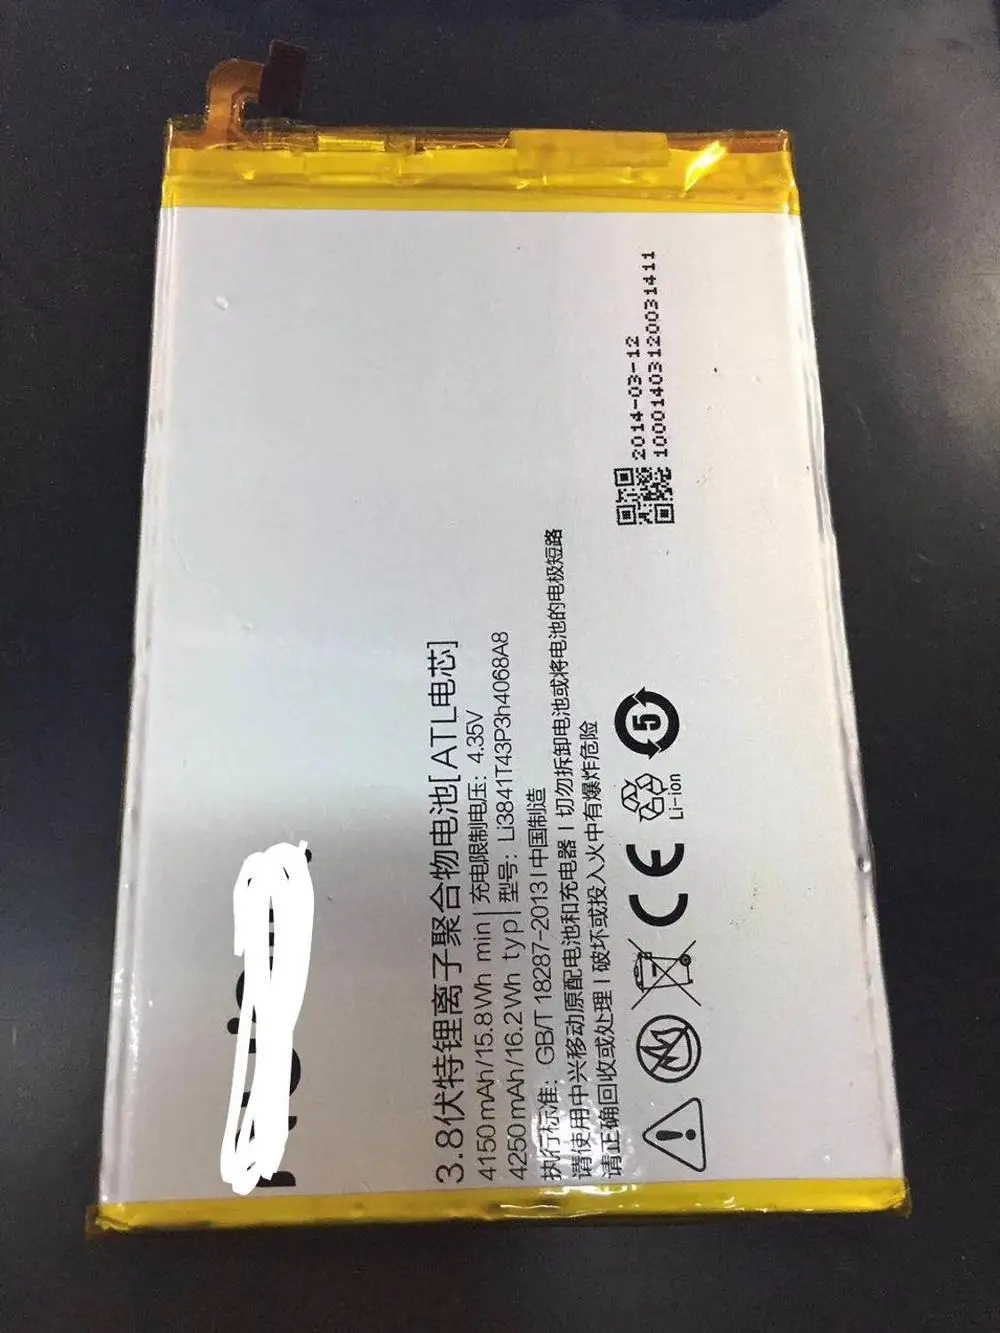 3.8伏特锂离子聚合物电池[ATL电芯]
4150mAh/15.8Wh min| 充电限制电压: 4.35V
4250mAh/16.2Wh typ| 型号: Li3841T43P3h4068A8
执行标准: GB/T 18287-2013|中国制造
请使用中兴移动原配电池和充电器 | 切勿拆卸电池或将电池的电极短路
请正确回收或处理 | 破坏或投入火中有爆炸危险
CE
Li-ion
5
2014-03-12
10001403120031411